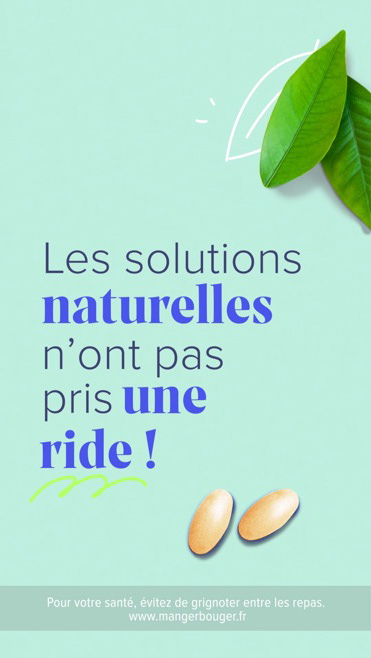 Les solutions
naturelles
n’ont pas
pris une
ride !
Pour votre santé, évitez de grignoter entre les repas.
www.mangerbouger.fr